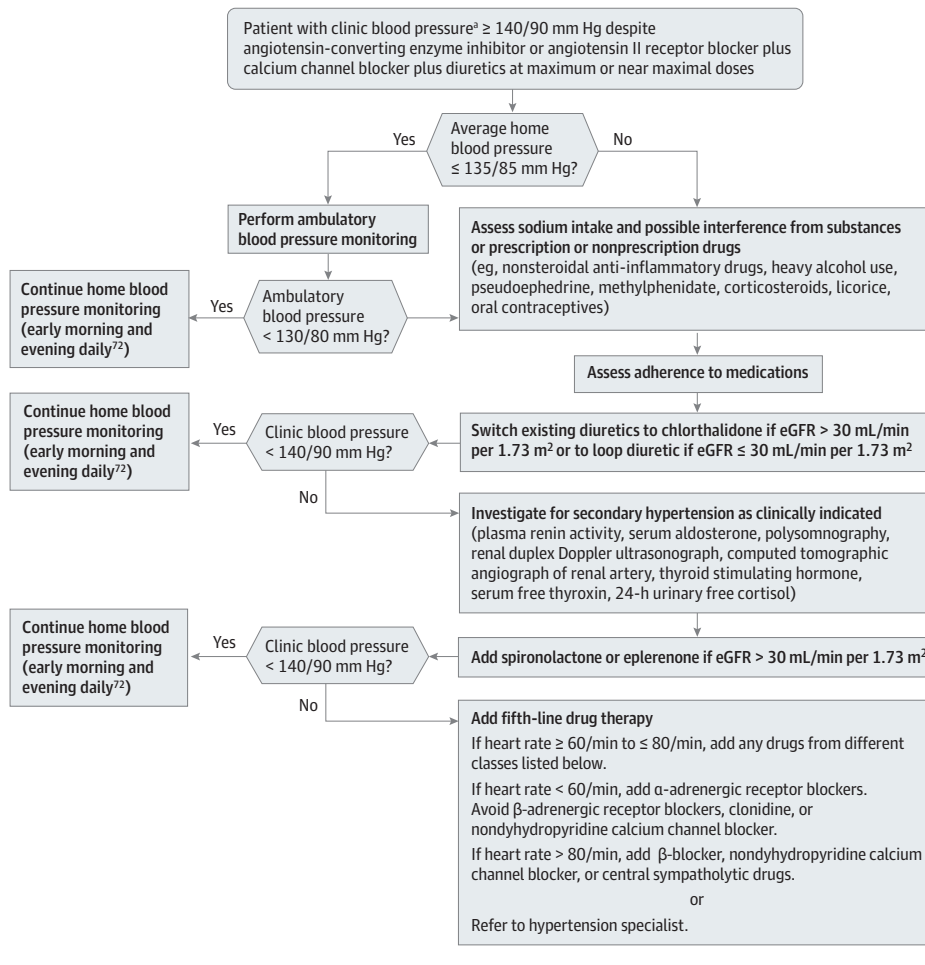 Patient with clinic blood pressureª ≥ 140/90 mm Hg despite
angiotensin-converting enzyme inhibitor or angiotensin II receptor blocker plus
calcium channel blocker plus diuretics at maximum or near maximal doses
Average home
blood pressure
≤ 135/85 mm Hg?
Yes
No
Perform ambulatory
blood pressure monitoring
Assess sodium intake and possible interference from substances
or prescription or nonprescription drugs
(eg, nonsteroidal anti-inflammatory drugs, heavy alcohol use,
pseudoephedrine, methylphenidate, corticosteroids, licorice,
oral contraceptives)
Ambulatory
blood pressure
< 130/80 mm Hg?
Yes
Continue home blood
pressure monitoring
(early morning and
evening daily⁷²)
Assess adherence to medications
Switch existing diuretics to chlorthalidone if eGFR > 30 mL/min
per 1.73 m² or to loop diuretic if eGFR ≤ 30 mL/min per 1.73 m²
Clinic blood pressure
< 140/90 mm Hg?
Yes
Continue home blood
pressure monitoring
(early morning and
evening daily⁷²)
No
Investigate for secondary hypertension as clinically indicated
(plasma renin activity, serum aldosterone, polysomnography,
renal duplex Doppler ultrasonograph, computed tomographic
angiograph of renal artery, thyroid stimulating hormone,
serum free thyroxin, 24-h urinary free cortisol)
Add spironolactone or eplerenone if eGFR > 30 mL/min per 1.73 m²
Clinic blood pressure
< 140/90 mm Hg?
Yes
Continue home blood
pressure monitoring
(early morning and
evening daily⁷²)
No
Add fifth-line drug therapy
If heart rate ≥ 60/min to ≤ 80/min, add any drugs from different
classes listed below.
If heart rate < 60/min, add α-adrenergic receptor blockers.
Avoid β-adrenergic receptor blockers, clonidine, or
nondyhydropyridine calcium channel blocker.
If heart rate > 80/min, add β-blocker, nondyhydropyridine calcium
channel blocker, or central sympatholytic drugs.
or
Refer to hypertension specialist.